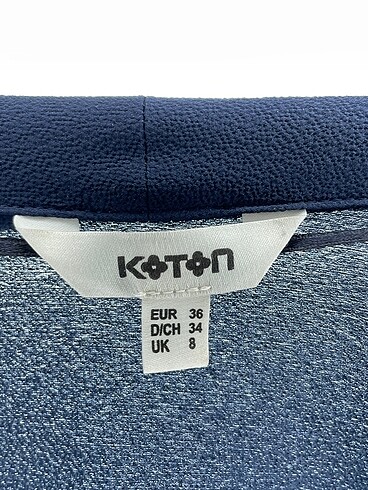 KOTON
EUR 36
D/CH 34
UK 8